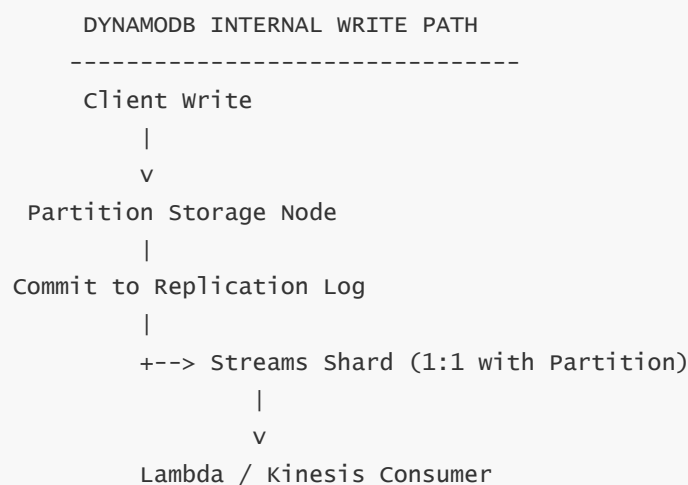 DYNAMODB INTERNAL WRITE PATH
--------------------------------
Client Write
|
v
Partition Storage Node
|
Commit to Replication Log
|
+--> Streams Shard (1:1 with Partition)
|
v
Lambda / Kinesis Consumer